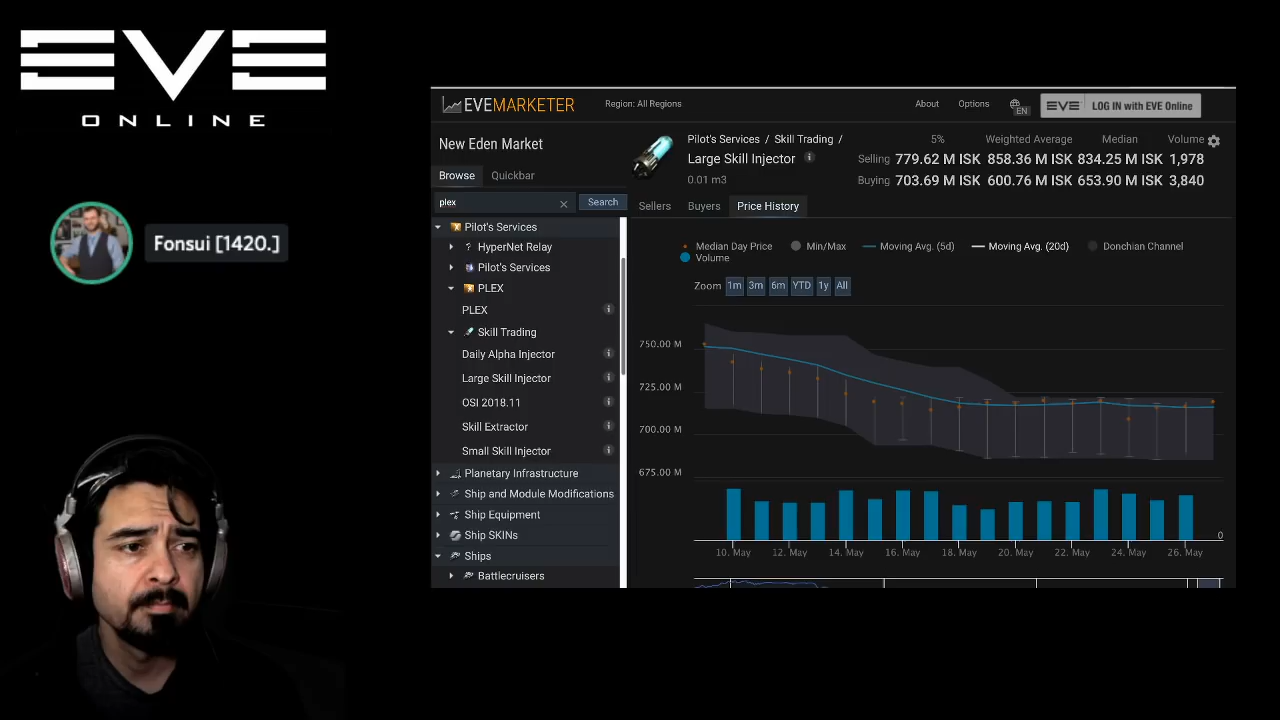 EVE
ONLINE
Fonsui [1420.]
EVEMARKETER
Region: All Regions
About
Options
EN
EVE LOG IN with EVE Online
New Eden Market
Browse
Quickbar
plex
Search
Pilot's Services
HyperNet Relay
Pilot's Services
PLEX
PLEX
Skill Trading
Daily Alpha Injector
Large Skill Injector
OSI 2018.11
Skill Extractor
Small Skill Injector
Planetary Infrastructure
Ship and Module Modifications
Ship Equipment
Ship SKINs
Ships
Battlecruisers
Pilot's Services / Skill Trading /
Large Skill Injector
0.01 m3
5% Weighted Average Median Volume
Selling 779.62 M ISK 858.36 M ISK 834.25 M ISK 1,978
Buying 703.69 M ISK 600.76 M ISK 653.90 M ISK 3,840
Sellers
Buyers
Price History
Median Day Price Min/Max Moving Avg. (5d) Moving Avg. (20d) Donchian Channel
Volume
Zoom 1m 3m 6m YTD 1y All
750.00 M
725.00 M
700.00 M
675.00 M
0
10. May 12. May 14. May 16. May 18. May 20. May 22. May 24. May 26. May